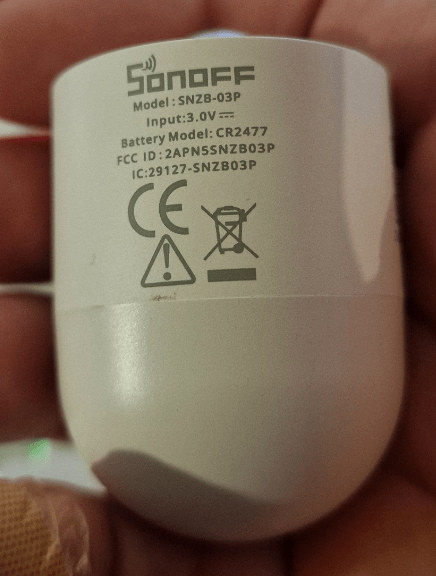 SONOFF
Model : SNZB-03P
Input:3.0V⎓
Battery Model: CR2477
FCC ID : 2APN5SNZB03P
IC:29127-SNZB03P
CE